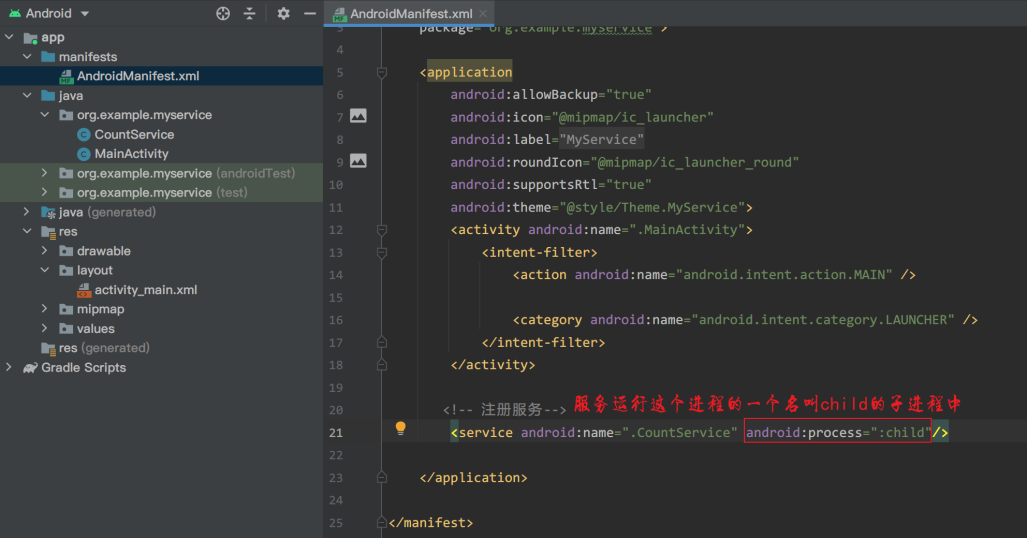 Android
app
manifests
AndroidManifest.xml
java
org.example.myservice
CountService
MainActivity
org.example.myservice (androidTest)
org.example.myservice (test)
java (generated)
res
drawable
layout
activity_main.xml
mipmap
values
res (generated)
Gradle Scripts
AndroidManifest.xml
3 package="org.example.myservice">
4
5 <application
6 android:allowBackup="true"
7 android:icon="@mipmap/ic_launcher"
8 android:label="MyService"
9 android:roundIcon="@mipmap/ic_launcher_round"
10 android:supportsRtl="true"
11 android:theme="@style/Theme.MyService">
12 <activity android:name=".MainActivity">
13 <intent-filter>
14 <action android:name="android.intent.action.MAIN" />
15
16 <category android:name="android.intent.category.LAUNCHER" />
17 </intent-filter>
18 </activity>
19
20 <!-- 注册服务--> 服务运行这个进程的一个名叫child的子进程中
21 <service android:name=".CountService" android:process=":child"/>
22
23 </application>
24
25 </manifest>